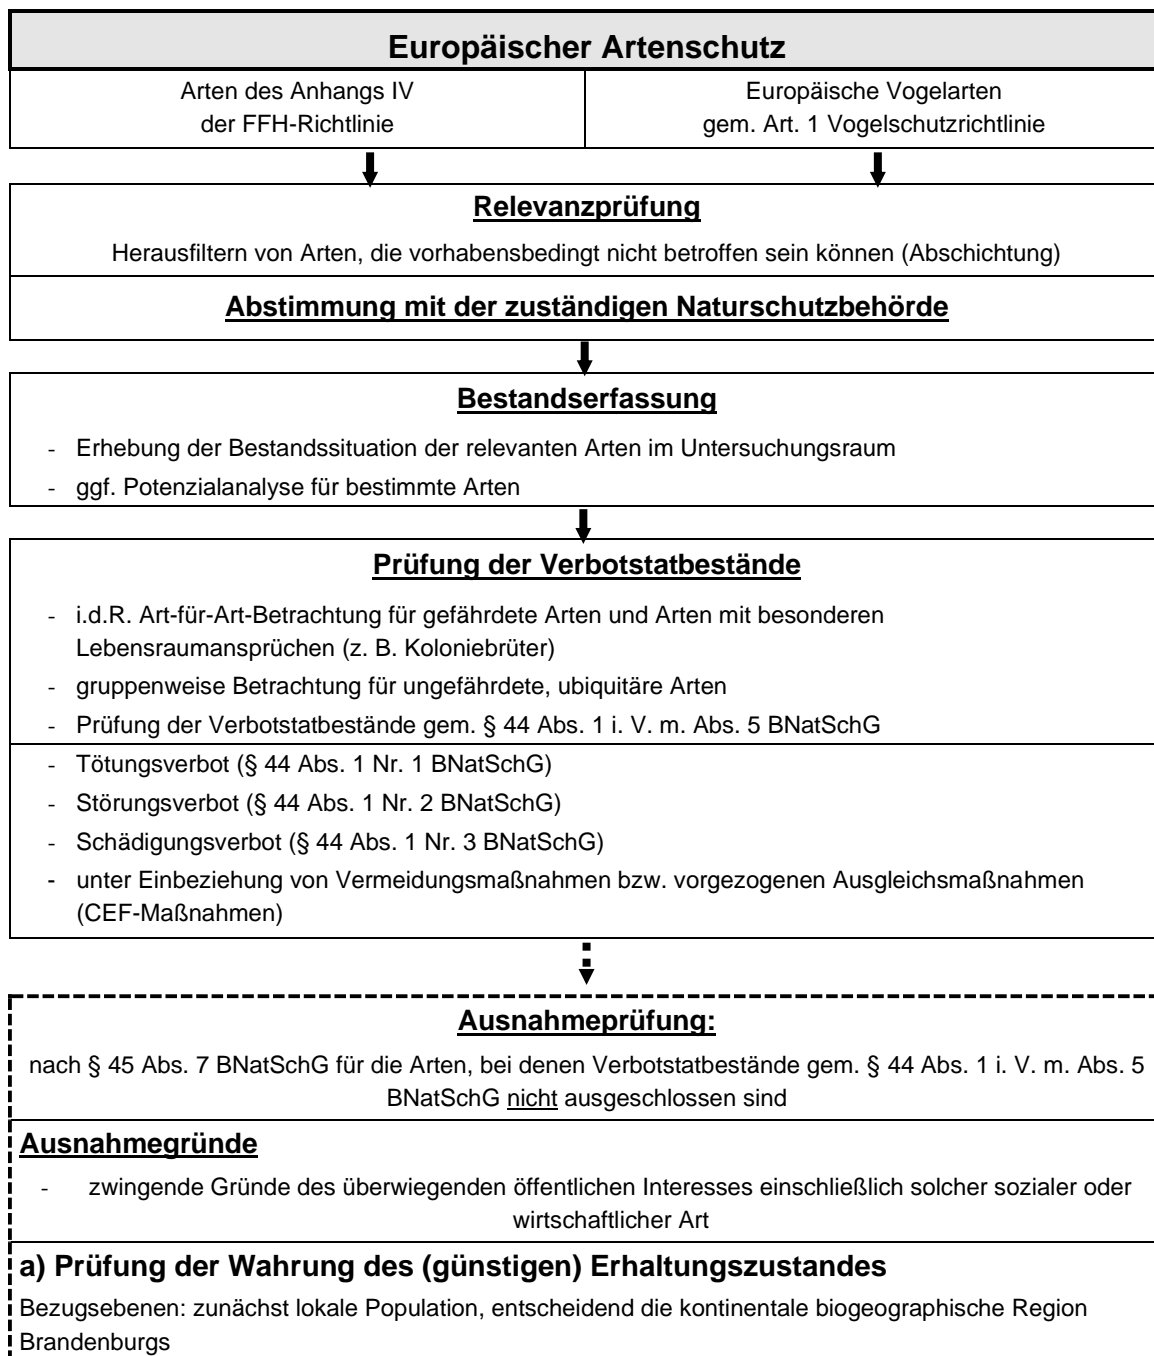 Europäischer Artenschutz
Arten des Anhangs IV
der FFH-Richtlinie
Europäische Vogelarten
gem. Art. 1 Vogelschutzrichtlinie
Relevanzprüfung
Herausfiltern von Arten, die vorhabensbedingt nicht betroffen sein können (Abschichtung)
Abstimmung mit der zuständigen Naturschutzbehörde
Bestandserfassung
- Erhebung der Bestandssituation der relevanten Arten im Untersuchungsraum
- ggf. Potenzialanalyse für bestimmte Arten
Prüfung der Verbotstatbestände
- i.d.R. Art-für-Art-Betrachtung für gefährdete Arten und Arten mit besonderen
Lebensraumansprüchen (z. B. Koloniebrüter)
- gruppenweise Betrachtung für ungefährdete, ubiquitäre Arten
- Prüfung der Verbotstatbestände gem. § 44 Abs. 1 i. V. m. Abs. 5 BNatSchG
- Tötungsverbot (§ 44 Abs. 1 Nr. 1 BNatSchG)
- Störungsverbot (§ 44 Abs. 1 Nr. 2 BNatSchG)
- Schädigungsverbot (§ 44 Abs. 1 Nr. 3 BNatSchG)
- unter Einbeziehung von Vermeidungsmaßnahmen bzw. vorgezogenen Ausgleichsmaßnahmen
(CEF-Maßnahmen)
Ausnahmeprüfung:
nach § 45 Abs. 7 BNatSchG für die Arten, bei denen Verbotstatbestände gem. § 44 Abs. 1 i. V. m. Abs. 5
BNatSchG nicht ausgeschlossen sind
Ausnahmegründe
- zwingende Gründe des überwiegenden öffentlichen Interesses einschließlich solcher sozialer oder
wirtschaftlicher Art
a) Prüfung der Wahrung des (günstigen) Erhaltungszustandes
Bezugsebenen: zunächst lokale Population, entscheidend die kontinentale biogeographische Region
Brandenburgs